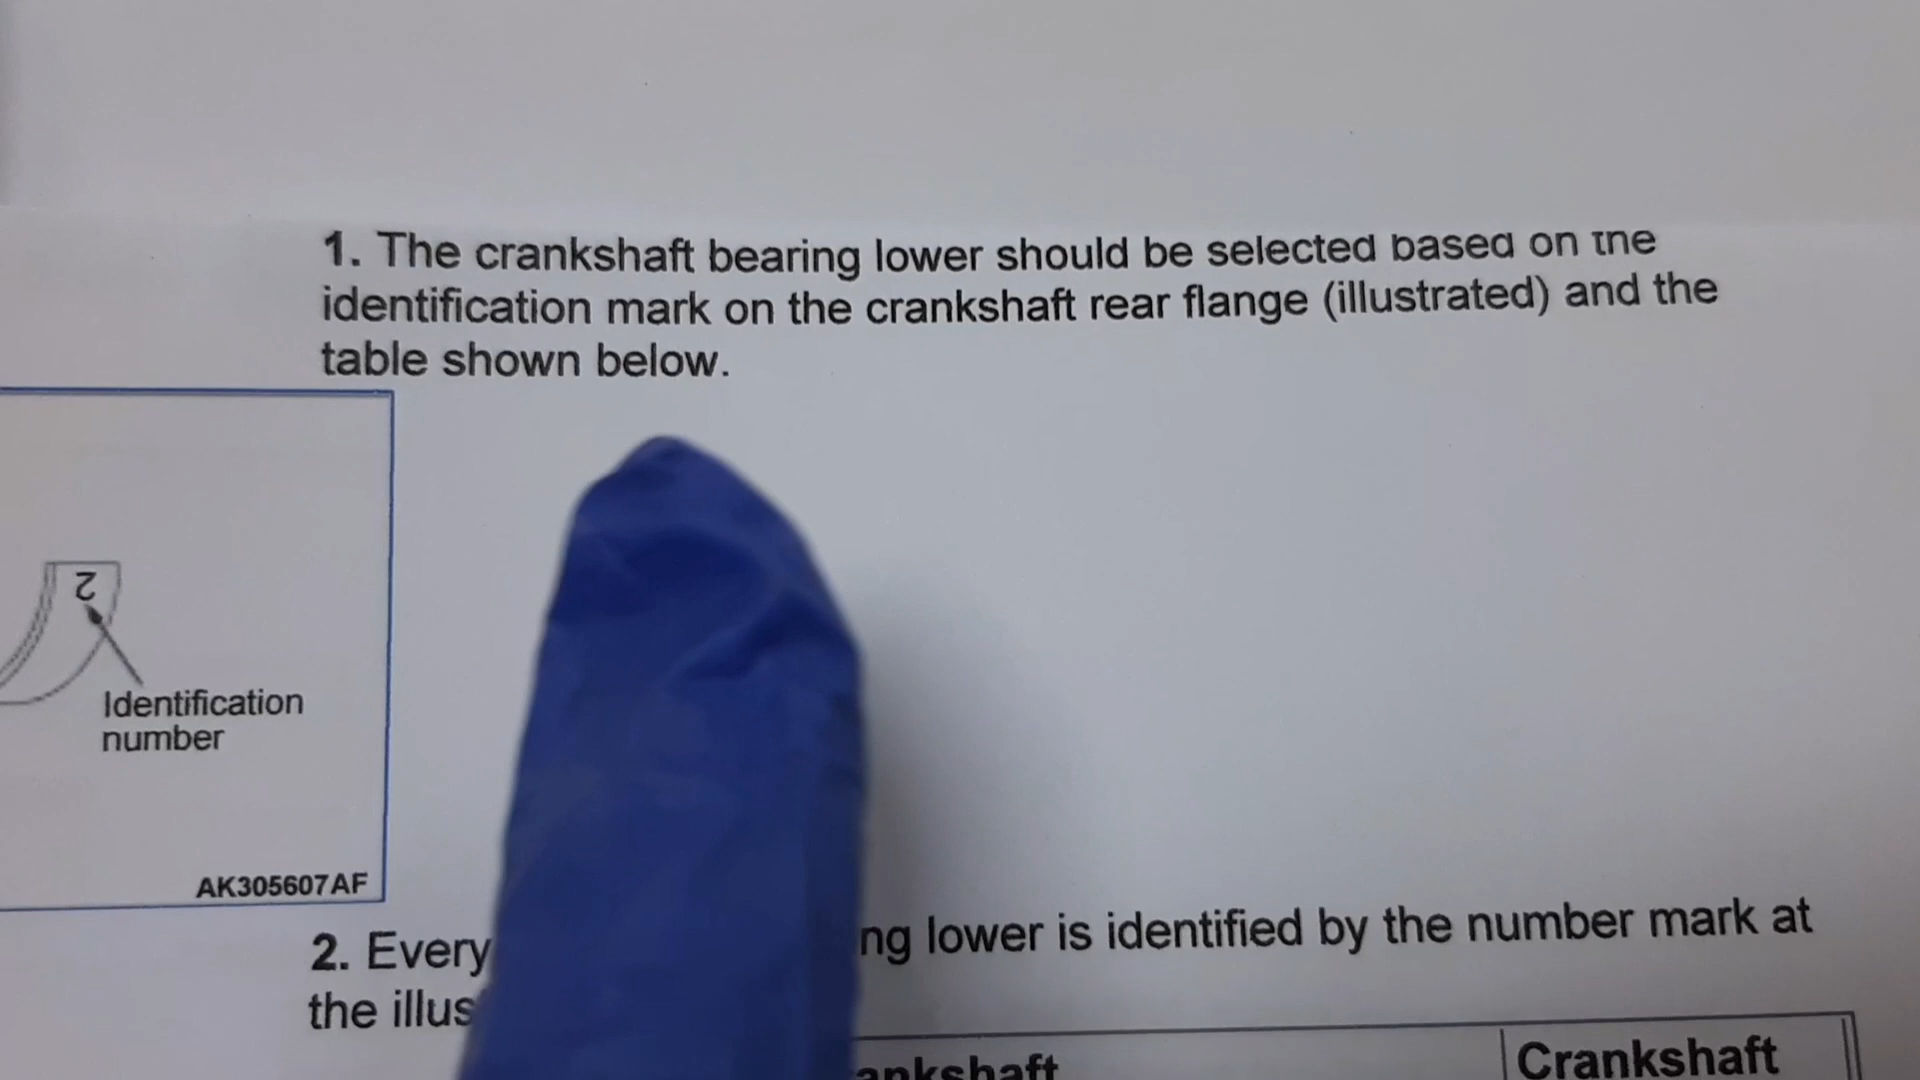 1. The crankshaft bearing lower should be selected based on the
identification mark on the crankshaft rear flange (illustrated) and the
table shown below.
2
Identification
number
AK305607AF
2. Every lower is identified by the number mark at
the
Crankshaft